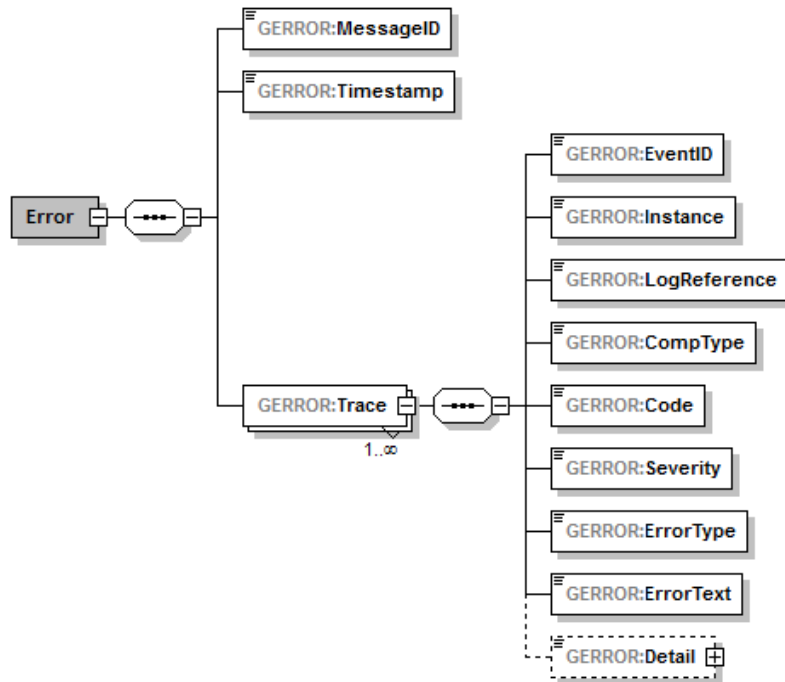 GERROR:MessageID
GERROR:Timestamp
GERROR:EventID
Error
GERROR:Instance
GERROR:LogReference
GERROR:CompType
GERROR:Trace
1..∞
GERROR:Code
GERROR:Severity
GERROR:ErrorType
GERROR:ErrorText
GERROR:Detail